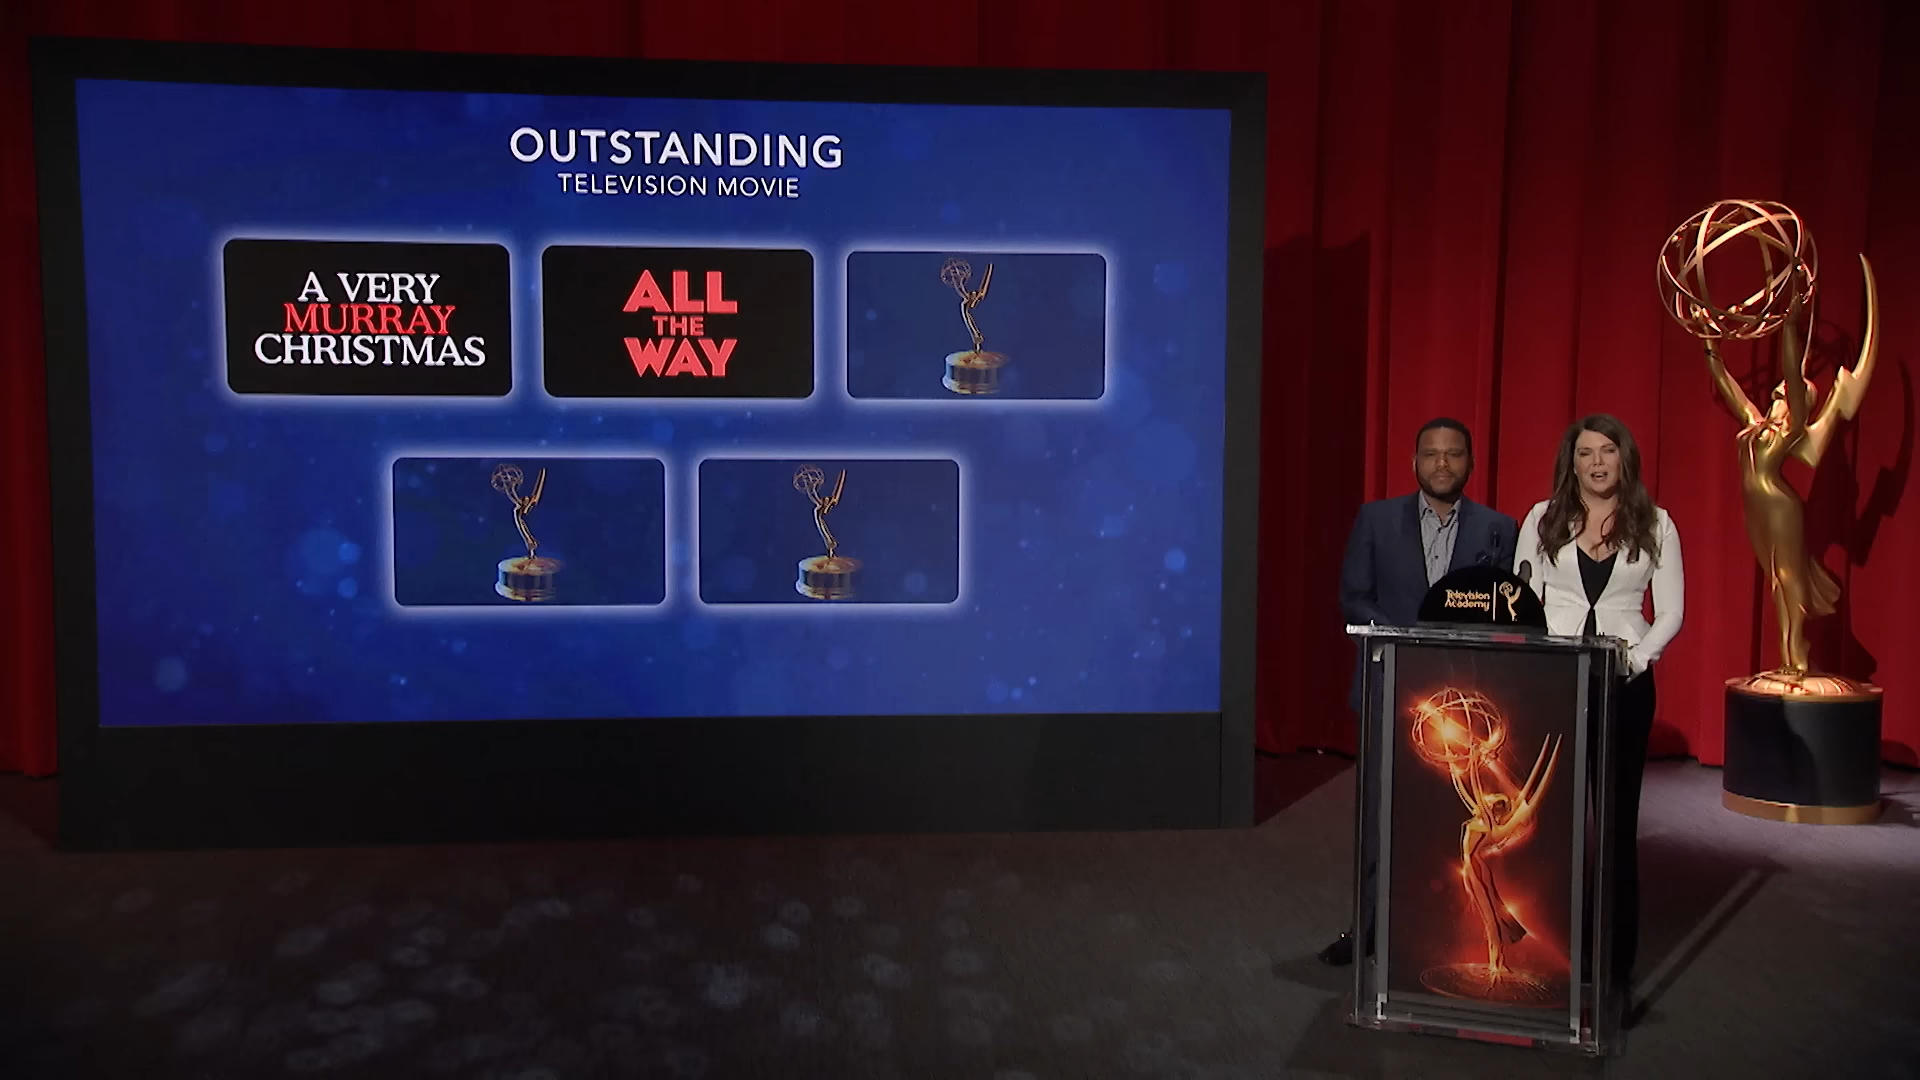 OUTSTANDING
TELEVISION MOVIE
A VERY
MURRAY
CHRISTMAS
ALL
THE
WAY
Television
Academy